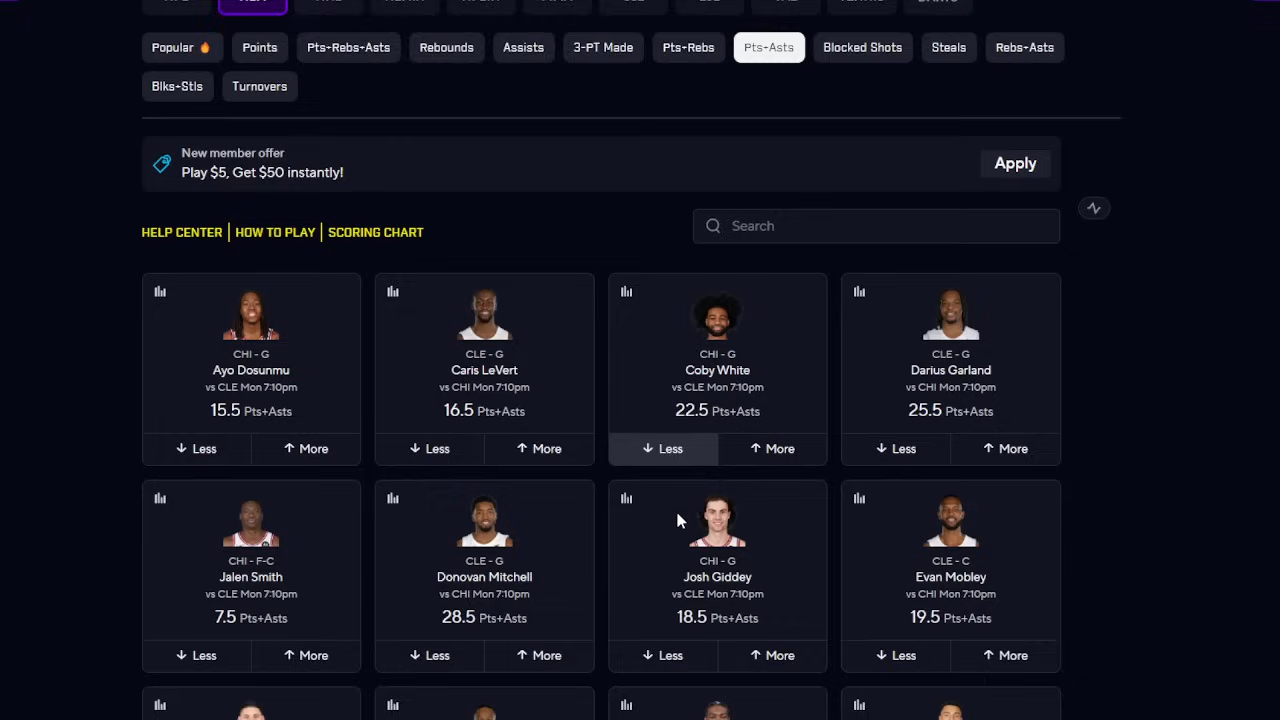 Popular Points Pts+Rebs+Asts Rebounds Assists 3-PT Made Pts+Rebs Pts+Asts Blocked Shots Steals Rebs+Asts
Blks+Stls Turnovers
New member offer
Play $5, Get $50 instantly!
Apply
HELP CENTER | HOW TO PLAY | SCORING CHART
Search
CHI - G
Ayo Dosunmu
vs CLE Mon 7:10pm
15.5 Pts+Asts
Less More
CLE - G
Caris LeVert
vs CHI Mon 7:10pm
16.5 Pts+Asts
Less More
CHI - G
Coby White
vs CLE Mon 7:10pm
22.5 Pts+Asts
Less More
CLE - G
Darius Garland
vs CHI Mon 7:10pm
25.5 Pts+Asts
Less More
CHI - F-C
Jalen Smith
vs CLE Mon 7:10pm
7.5 Pts+Asts
Less More
CLE - G
Donovan Mitchell
vs CHI Mon 7:10pm
28.5 Pts+Asts
Less More
CHI - G
Josh Giddey
vs CLE Mon 7:10pm
18.5 Pts+Asts
Less More
CLE - C
Evan Mobley
vs CHI Mon 7:10pm
19.5 Pts+Asts
Less More